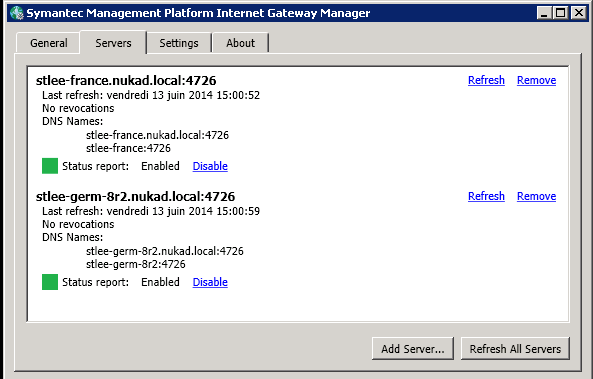 Symantec Management Platform Internet Gateway Manager
General Servers Settings About
stlee-france.nukad.local:4726 Refresh Remove
Last refresh: vendredi 13 juin 2014 15:00:52
No revocations
DNS Names:
stlee-france.nukad.local:4726
stlee-france:4726
Status report: Enabled Disable
stlee-germ-8r2.nukad.local:4726 Refresh Remove
Last refresh: vendredi 13 juin 2014 15:00:59
No revocations
DNS Names:
stlee-germ-8r2.nukad.local:4726
stlee-germ-8r2:4726
Status report: Enabled Disable
Add Server... Refresh All Servers